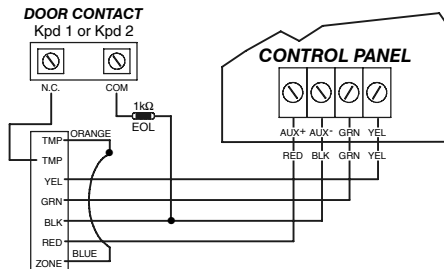 DOOR CONTACT
Kpd 1 or Kpd 2
N.C.
COM
1kΩ
EOL
CONTROL PANEL
AUX+ AUX- GRN YEL
RED BLK GRN YEL
ORANGE
TMP
TMP
YEL
GRN
BLK
RED
BLUE
ZONE